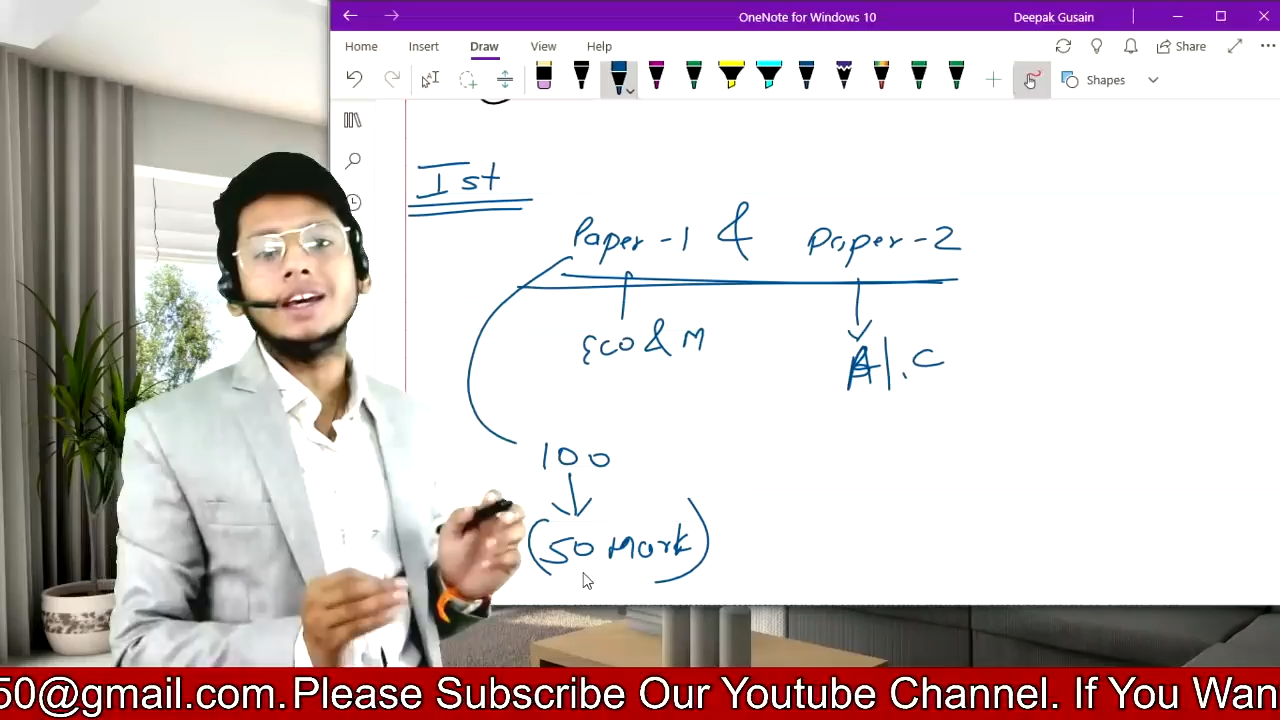 OneNote for Windows 10
Deepak Gusain
Home Insert Draw View Help
Share
Shapes
Ist
Paper-1 & Paper-2
Eco & M
A/.C
100
(50 Mark)
50@gmail.com.Please Subscribe Our Youtube Channel. If You Wan